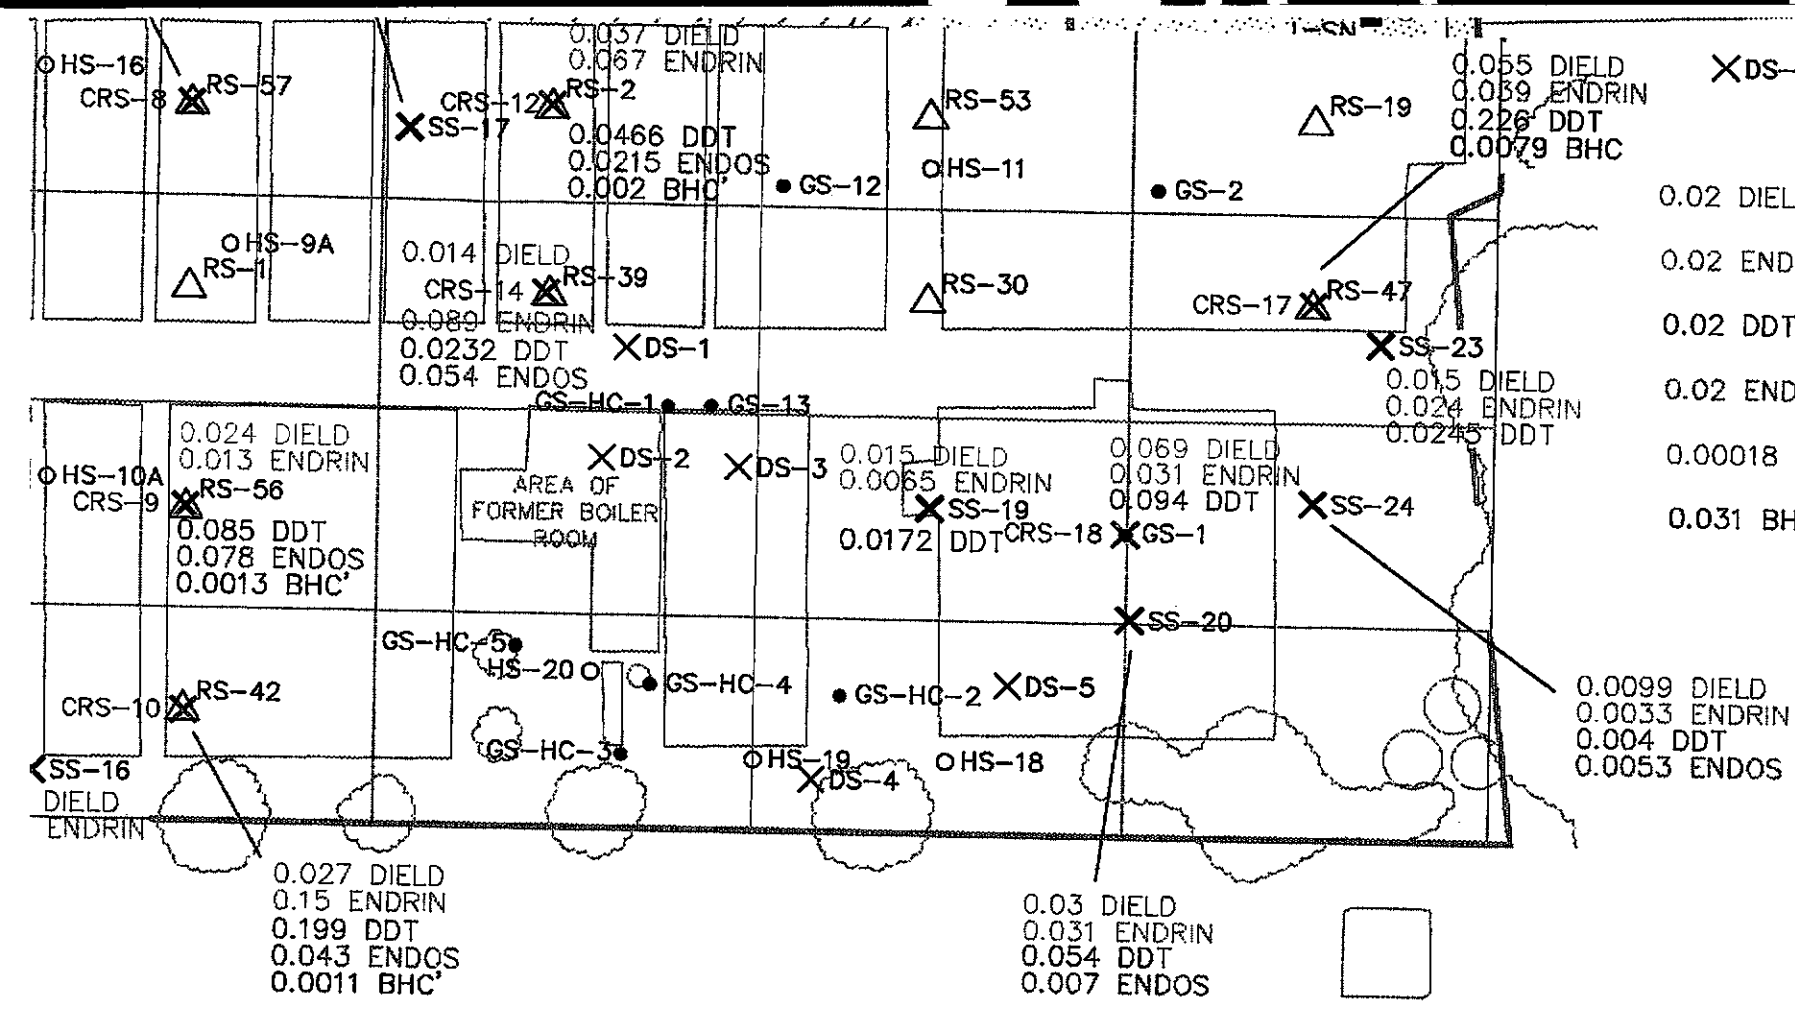 0.037 DIELD
0.067 ENDRIN
HS-16
CRS-8
RS-57
SS-17
CRS-12
RS-2
0.0466 DDT
0.0215 ENDOS
0.002 BHC'
GS-12
RS-53
HS-11
GS-2
RS-19
0.055 DIELD
0.039 ENDRIN
0.226 DDT
0.0079 BHC
DS-
0.02 DIEL
0.02 END
0.02 DDT
0.02 END
0.00018
0.031 BH
HS-9A
RS-1
0.014 DIELD
CRS-14
RS-39
0.089 ENDRIN
0.0232 DDT
0.054 ENDOS
DS-1
RS-30
CRS-17
RS-47
SS-23
0.015 DIELD
0.024 ENDRIN
0.0245 DDT
GS-HC-1
GS-13
0.024 DIELD
0.013 ENDRIN
HS-10A
CRS-9
RS-56
0.085 DDT
0.078 ENDOS
0.0013 BHC'
DS-2
DS-3
AREA OF
FORMER BOILER
ROOM
0.015 DIELD
0.0065 ENDRIN
SS-19
0.0172 DDT
0.069 DIELD
0.031 ENDRIN
0.094 DDT
CRS-18
GS-1
SS-24
SS-20
GS-HC-5
HS-20
GS-HC-4
GS-HC-2
DS-5
CRS-10
RS-42
GS-HC-3
HS-19
DS-4
HS-18
SS-16
DIELD
ENDRIN
0.0099 DIELD
0.0033 ENDRIN
0.004 DDT
0.0053 ENDOS
0.027 DIELD
0.15 ENDRIN
0.199 DDT
0.043 ENDOS
0.0011 BHC'
0.03 DIELD
0.031 ENDRIN
0.054 DDT
0.007 ENDOS